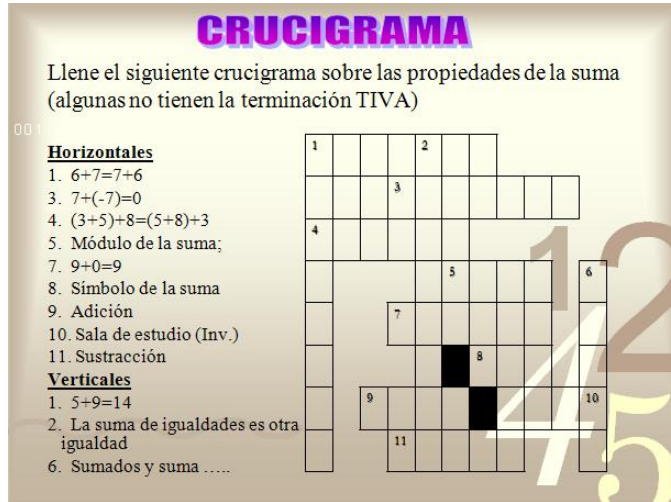 CRUCIGRAMA
Llene el siguiente crucigrama sobre las propiedades de la suma
(algunas no tienen la terminación TIVA)
001
Horizontales
1. 6+7=7+6
3. 7+(-7)=0
4. (3+5)+8=(5+8)+3
5. Módulo de la suma;
7. 9+0=9
8. Símbolo de la suma
9. Adición
10. Sala de estudio (Inv.)
11. Sustracción
Verticales
1. 5+9=14
2. La suma de igualdades es otra
igualdad
6. Sumados y suma …..
1 2
3
4
5 6
7
8
9 10
11
12
4
5